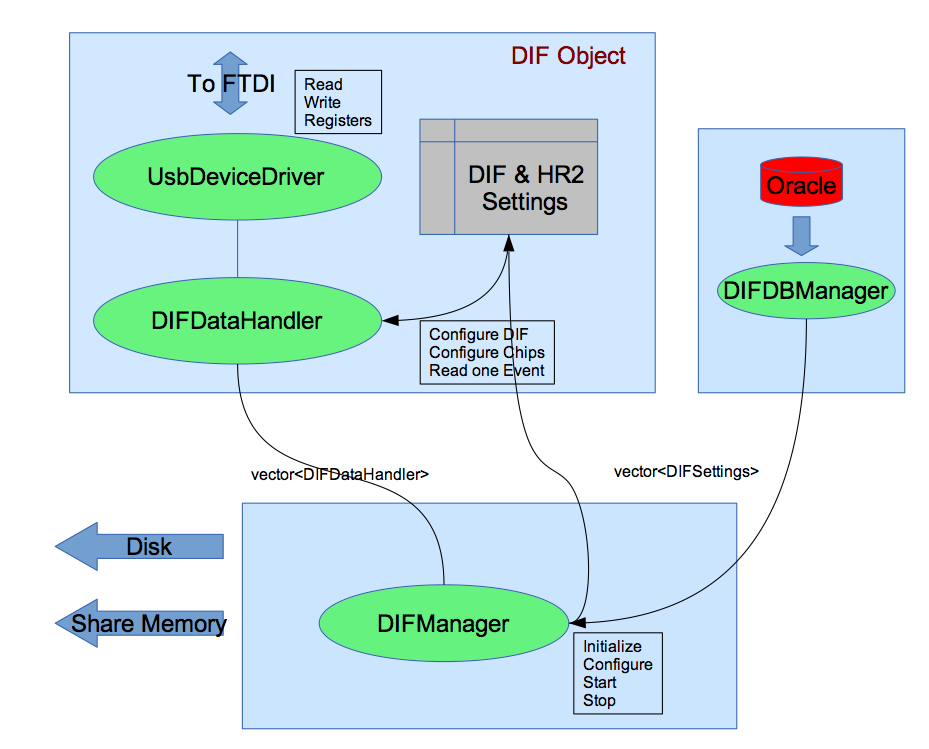 DIF Object
To FTDI
Read
Write
Registers
UsbDeviceDriver
DIF & HR2
Settings
Oracle
DIFDBManager
DIFDataHandler
Configure DIF
Configure Chips
Read one Event
vector<DIFDataHandler>
vector<DIFSettings>
Disk
Share Memory
DIFManager
Initialize
Configure
Start
Stop